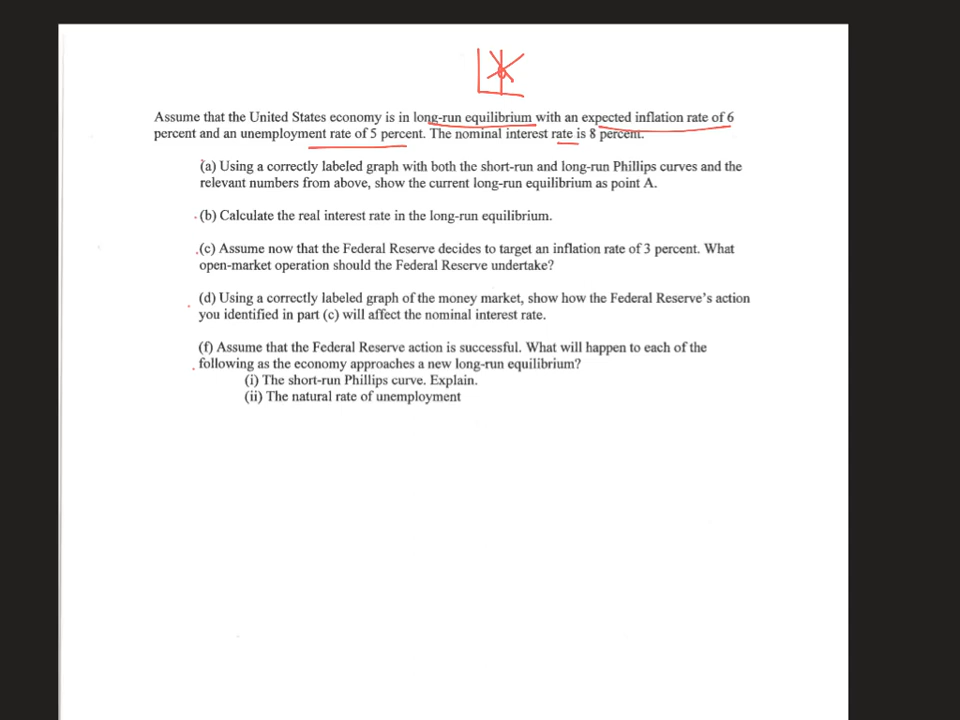 Assume that the United States economy is in long-run equilibrium with an expected inflation rate of 6
percent and an unemployment rate of 5 percent. The nominal interest rate is 8 percent.
(a) Using a correctly labeled graph with both the short-run and long-run Phillips curves and the
relevant numbers from above, show the current long-run equilibrium as point A.
(b) Calculate the real interest rate in the long-run equilibrium.
(c) Assume now that the Federal Reserve decides to target an inflation rate of 3 percent. What
open-market operation should the Federal Reserve undertake?
(d) Using a correctly labeled graph of the money market, show how the Federal Reserve's action
you identified in part (c) will affect the nominal interest rate.
(f) Assume that the Federal Reserve action is successful. What will happen to each of the
following as the economy approaches a new long-run equilibrium?
(i) The short-run Phillips curve. Explain.
(ii) The natural rate of unemployment